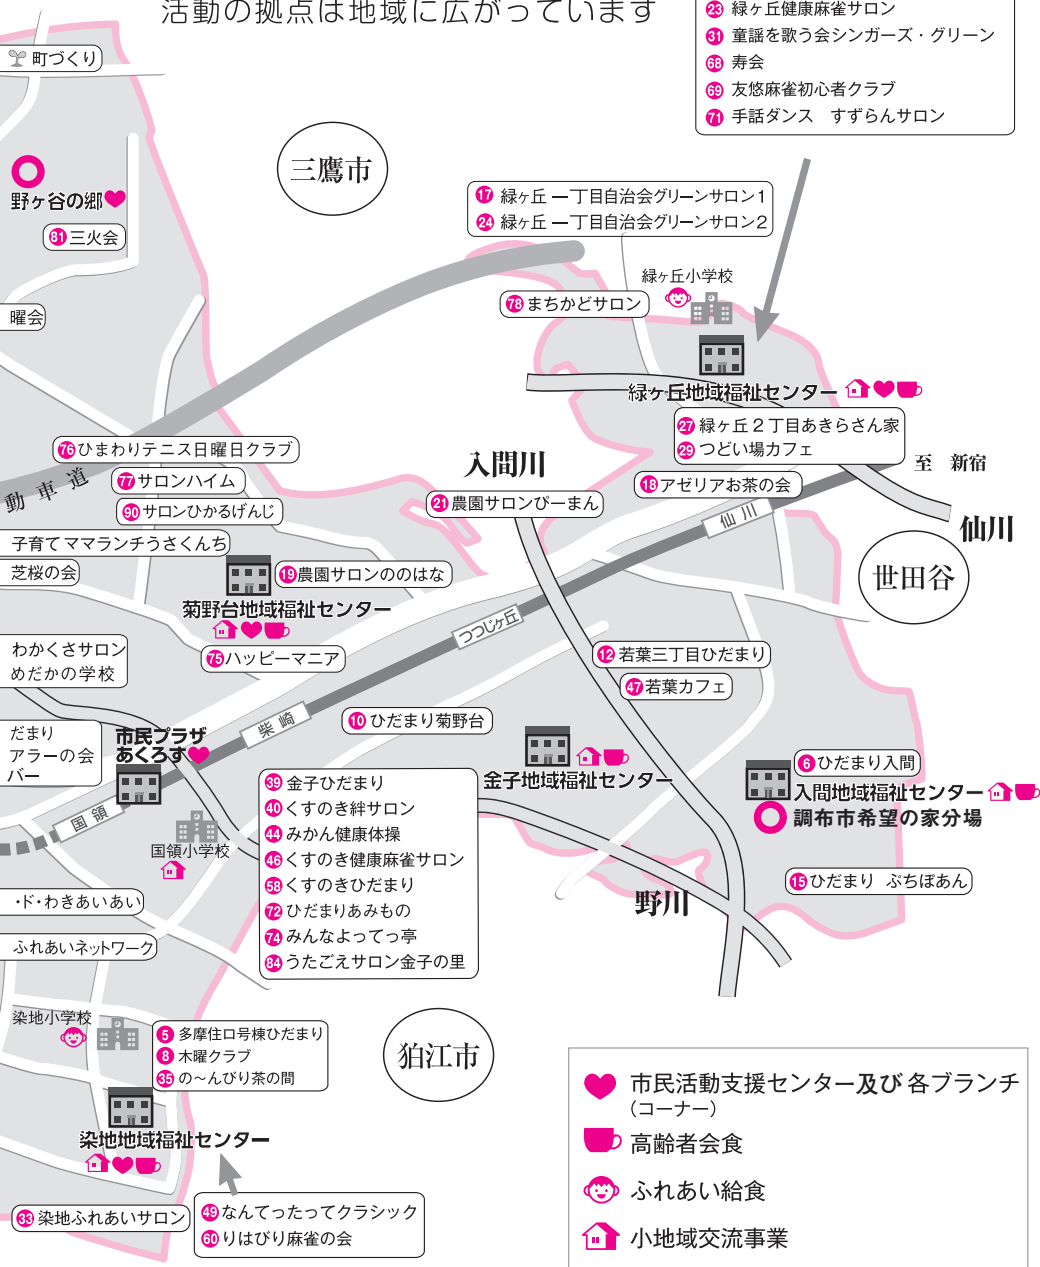 活動の拠点は地域に広がっています
23 緑ヶ丘健康麻雀サロン
31 童謡を歌う会シンガーズ・グリーン
68 寿会
69 友悠麻雀初心者クラブ
71 手話ダンス　すずらんサロン
町づくり
三鷹市
野ヶ谷の郷
81 三火会
17 緑ヶ丘一丁目自治会グリーンサロン1
24 緑ヶ丘一丁目自治会グリーンサロン2
緑ヶ丘小学校
78 まちかどサロン
曜会
緑ヶ丘地域福祉センター
27 緑ヶ丘２丁目あきらさん家
29 つどい場カフェ
76 ひまわりテニス日曜日クラブ
入間川
至　新宿
77 サロンハイム
18 アゼリアお茶の会
動車道
21 農園サロンぴーまん
90 サロンひかるげんじ
仙川
仙川
子育てママランチうさくんち
芝桜の会
19 農園サロンののはな
世田谷
菊野台地域福祉センター
つつじヶ丘
わかくさサロン
めだかの学校
75 ハッピーマニア
12 若葉三丁目ひだまり
47 若葉カフェ
柴崎
10 ひだまり菊野台
だまり
アラーの会
バー
市民プラザ
あくろす
金子地域福祉センター
6 ひだまり入間
入間地域福祉センター
調布市希望の家分場
国領
39 金子ひだまり
40 くすのき絆サロン
44 みかん健康体操
46 くすのき健康麻雀サロン
58 くすのきひだまり
72 ひだまりあみもの
74 みんなよってっ亭
84 うたごえサロン金子の里
国領小学校
15 ひだまり　ぷちぼあん
野川
・ド・わきあいあい
ふれあいネットワーク
染地小学校
5 多摩住ロ号棟ひだまり
8 木曜クラブ
35 の～んびり茶の間
狛江市
染地地域福祉センター
33 染地ふれあいサロン
49 なんてったってクラシック
60 りはびり麻雀の会
市民活動支援センター及び各ブランチ
（コーナー）
高齢者会食
ふれあい給食
小地域交流事業